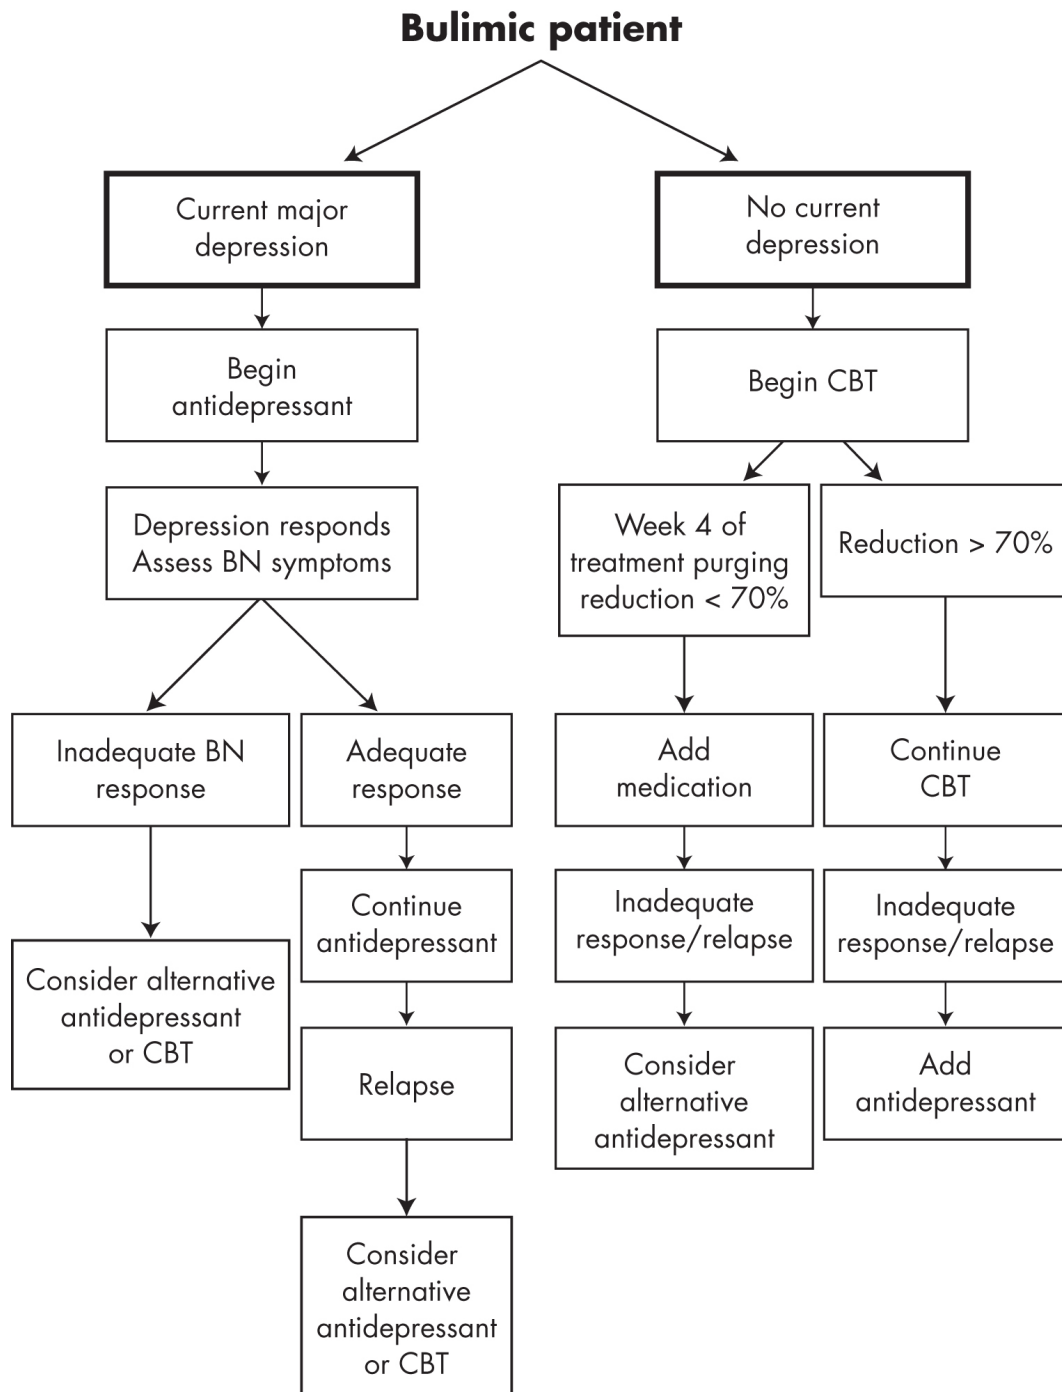 Bulimic patient
Current major
depression
No current
depression
Begin
antidepressant
Begin CBT
Depression responds
Assess BN symptoms
Week 4 of
treatment purging
reduction < 70%
Reduction > 70%
Inadequate BN
response
Adequate
response
Add
medication
Continue
CBT
Consider alternative
antidepressant
or CBT
Continue
antidepressant
Inadequate
response/relapse
Inadequate
response/relapse
Relapse
Consider
alternative
antidepressant
Add
antidepressant
Consider
alternative
antidepressant
or CBT